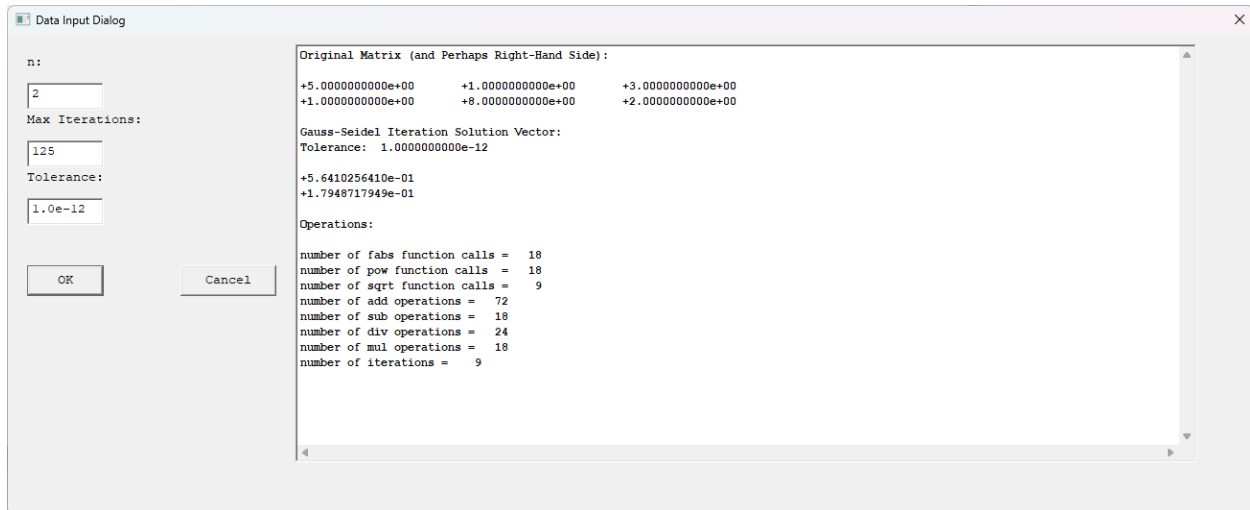 Data Input Dialog
n:
2
Max Iterations:
125
Tolerance:
1.0e-12
OK
Cancel
Original Matrix (and Perhaps Right-Hand Side):
+5.0000000000e+00 +1.0000000000e+00 +3.0000000000e+00
+1.0000000000e+00 +8.0000000000e+00 +2.0000000000e+00
Gauss-Seidel Iteration Solution Vector:
Tolerance: 1.0000000000e-12
+5.6410256410e-01
+1.7948717949e-01
Operations:
number of fabs function calls = 18
number of pow function calls = 18
number of sqrt function calls = 9
number of add operations = 72
number of sub operations = 18
number of div operations = 24
number of mul operations = 18
number of iterations = 9